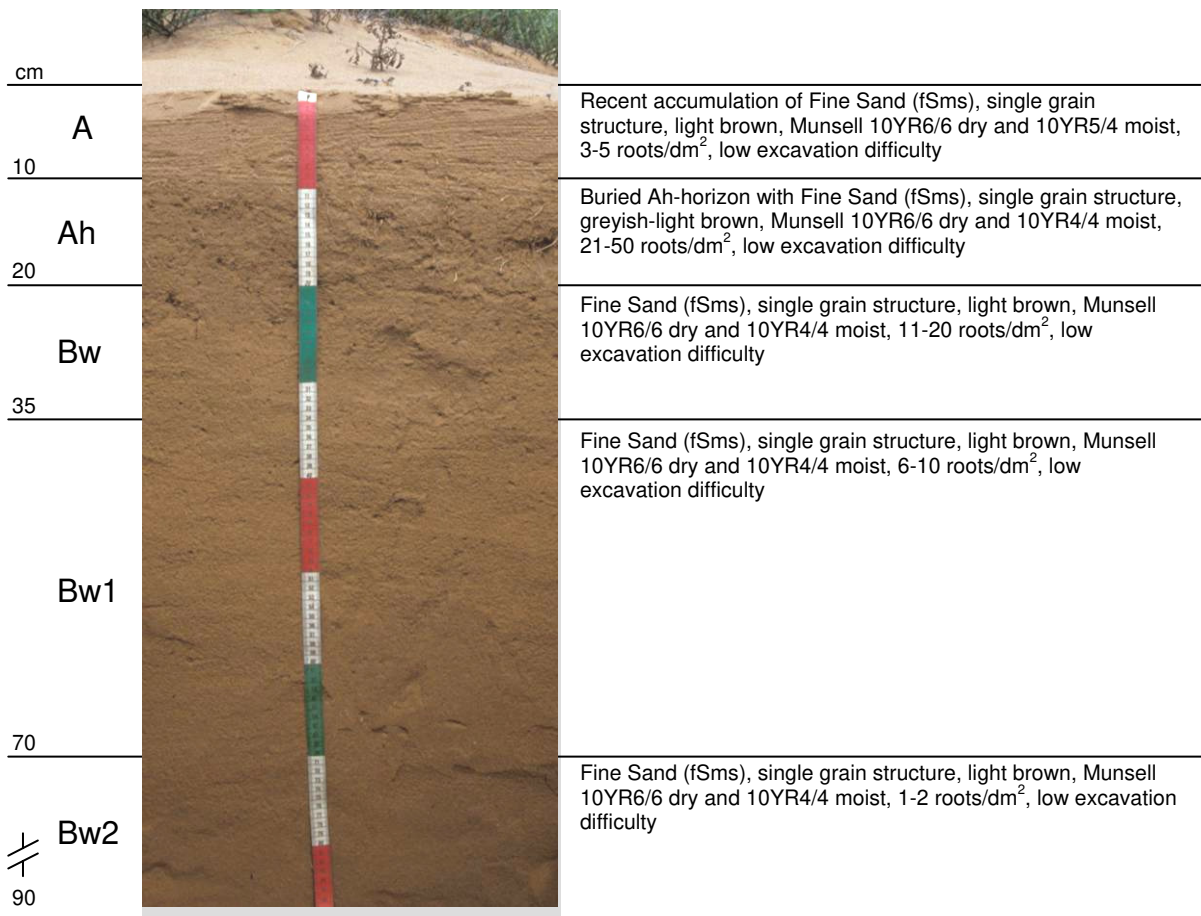 cm
A
Recent accumulation of Fine Sand (fSms), single grain
structure, light brown, Munsell 10YR6/6 dry and 10YR5/4 moist,
3-5 roots/dm², low excavation difficulty
10
Ah
Buried Ah-horizon with Fine Sand (fSms), single grain structure,
greyish-light brown, Munsell 10YR6/6 dry and 10YR4/4 moist,
21-50 roots/dm², low excavation difficulty
20
Bw
Fine Sand (fSms), single grain structure, light brown, Munsell
10YR6/6 dry and 10YR4/4 moist, 11-20 roots/dm², low
excavation difficulty
35
Bw1
Fine Sand (fSms), single grain structure, light brown, Munsell
10YR6/6 dry and 10YR4/4 moist, 6-10 roots/dm², low
excavation difficulty
70
Bw2
Fine Sand (fSms), single grain structure, light brown, Munsell
10YR6/6 dry and 10YR4/4 moist, 1-2 roots/dm², low excavation
difficulty
90